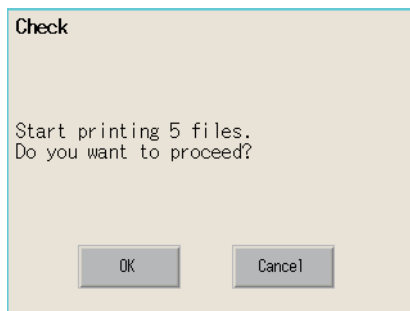 Check
Start printing 5 files.
Do you want to proceed?
OK
Cancel